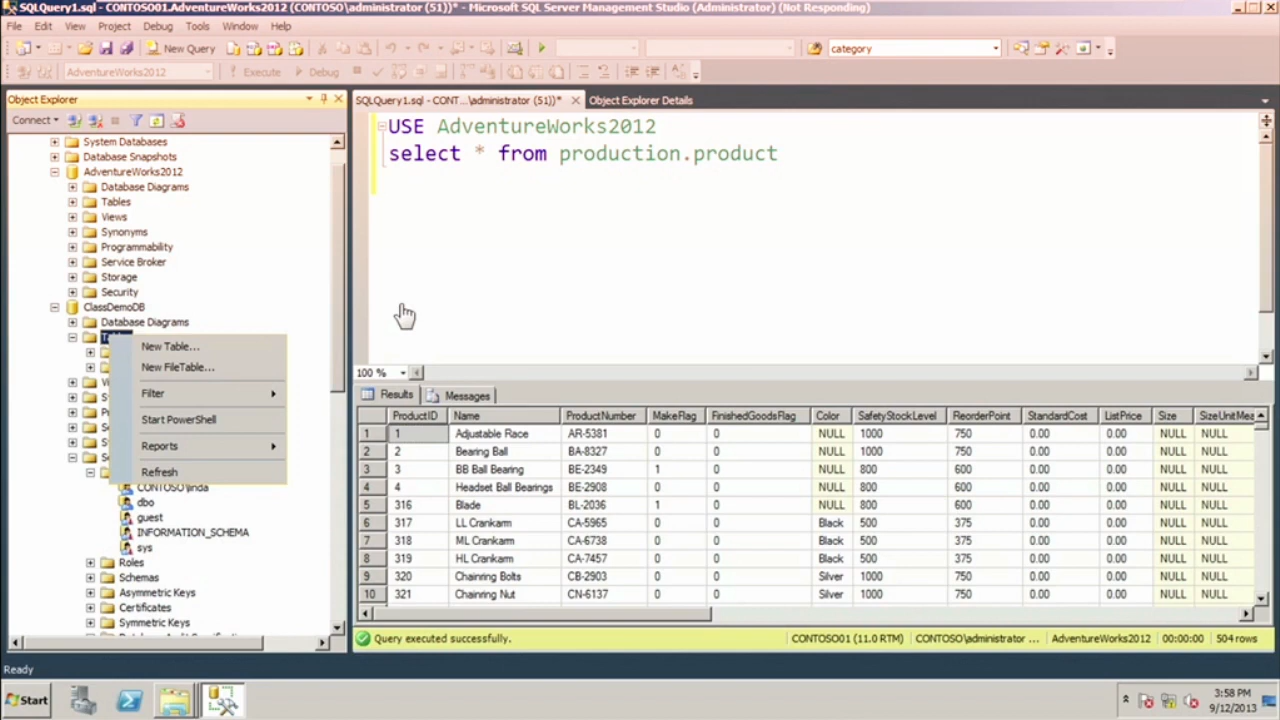 SQLQuery1.sql - CONTOSO01.AdventureWorks2012 (CONTOSO\administrator (51))* - Microsoft SQL Server Management Studio (Administrator) (Not Responding)
File Edit View Project Debug Tools Window Help
New Query category
AdventureWorks2012 Execute Debug
Object Explorer
Connect
System Databases
Database Snapshots
AdventureWorks2012
Database Diagrams
Tables
Views
Synonyms
Programmability
Service Broker
Storage
Security
ClassDemoDB
Database Diagrams
New Table...
New FileTable...
Filter
Start PowerShell
Reports
Refresh
CONTOSO\linda
dbo
guest
INFORMATION_SCHEMA
sys
Roles
Schemas
Asymmetric Keys
Certificates
Symmetric Keys
SQLQuery1.sql - CONT...\administrator (51))* Object Explorer Details
USE AdventureWorks2012
select * from production.product
100 %
Results Messages
ProductID Name ProductNumber MakeFlag FinishedGoodsFlag Color SafetyStockLevel ReorderPoint StandardCost ListPrice Size SizeUnitMea
1 1 Adjustable Race AR-5381 0 0 NULL 1000 750 0.00 0.00 NULL NULL
2 2 Bearing Ball BA-8327 0 0 NULL 1000 750 0.00 0.00 NULL NULL
3 3 BB Ball Bearing BE-2349 1 0 NULL 800 600 0.00 0.00 NULL NULL
4 4 Headset Ball Bearings BE-2908 0 0 NULL 800 600 0.00 0.00 NULL NULL
5 316 Blade BL-2036 1 0 NULL 800 600 0.00 0.00 NULL NULL
6 317 LL Crankarm CA-5965 0 0 Black 500 375 0.00 0.00 NULL NULL
7 318 ML Crankarm CA-6738 0 0 Black 500 375 0.00 0.00 NULL NULL
8 319 HL Crankarm CA-7457 0 0 Black 500 375 0.00 0.00 NULL NULL
9 320 Chainring Bolts CB-2903 0 0 Silver 1000 750 0.00 0.00 NULL NULL
10 321 Chainring Nut CN-6137 0 0 Silver 1000 750 0.00 0.00 NULL NULL
Query executed successfully. CONTOSO01 (11.0 RTM) CONTOSO\administrator ... AdventureWorks2012 00:00:00 504 rows
Ready
Start
3:58 PM
9/12/2013